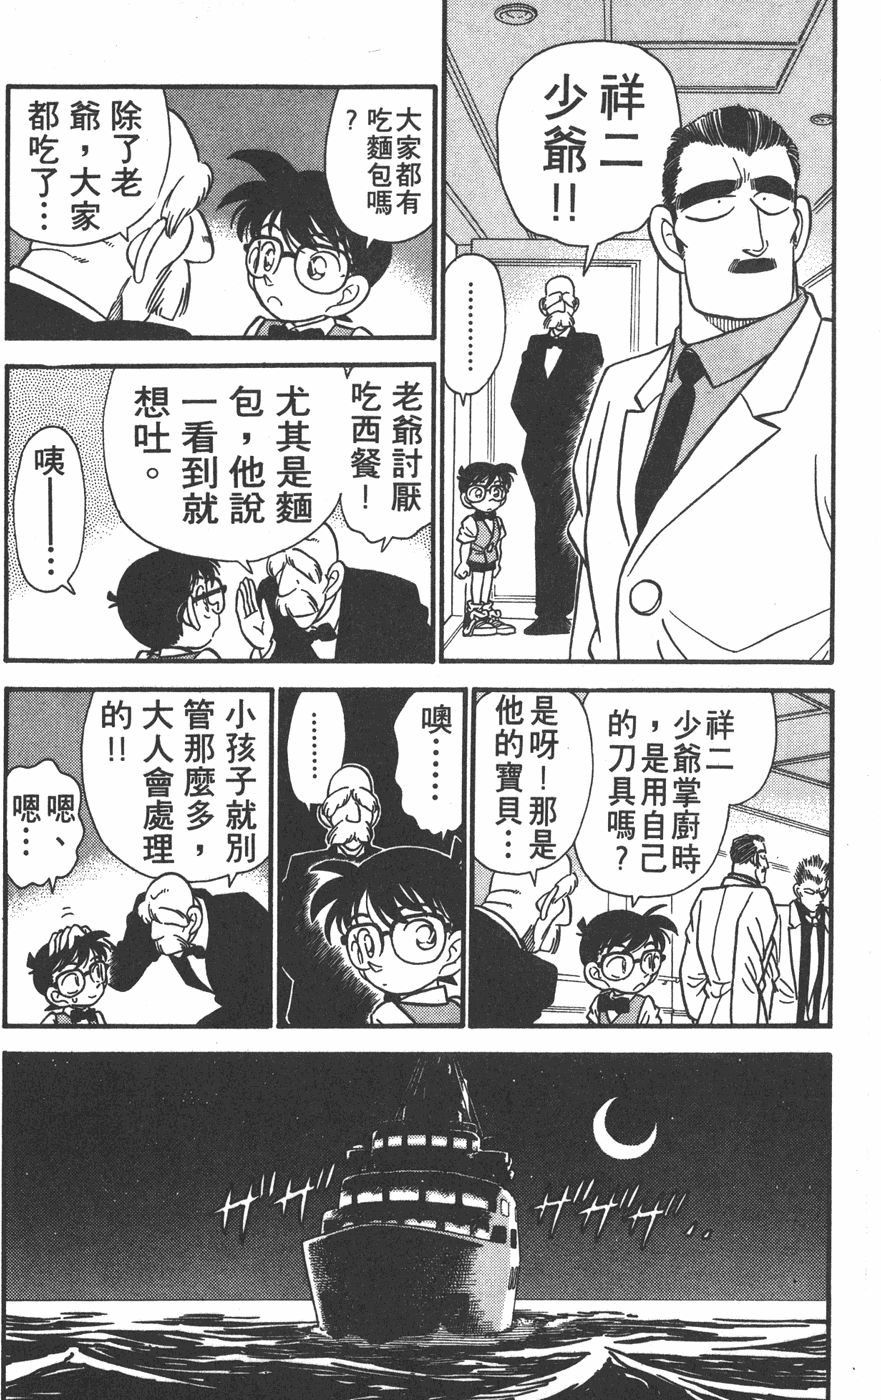 祥二
少爺!!
………
大家都有
吃麵包嗎
?
除了老
爺，大家
都吃了…
老爺討厭
吃西餐!
尤其是麵
包，他說
一看到就
想吐。
咦
——…
祥二
少爺掌廚時
，是用自己
的刀具嗎?
是呀!那是
他的寶貝…
噢……
………
小孩子就別
管那麼多，
大人會處理
的!!
嗯、
嗯…
ザザザ
ザザザ...